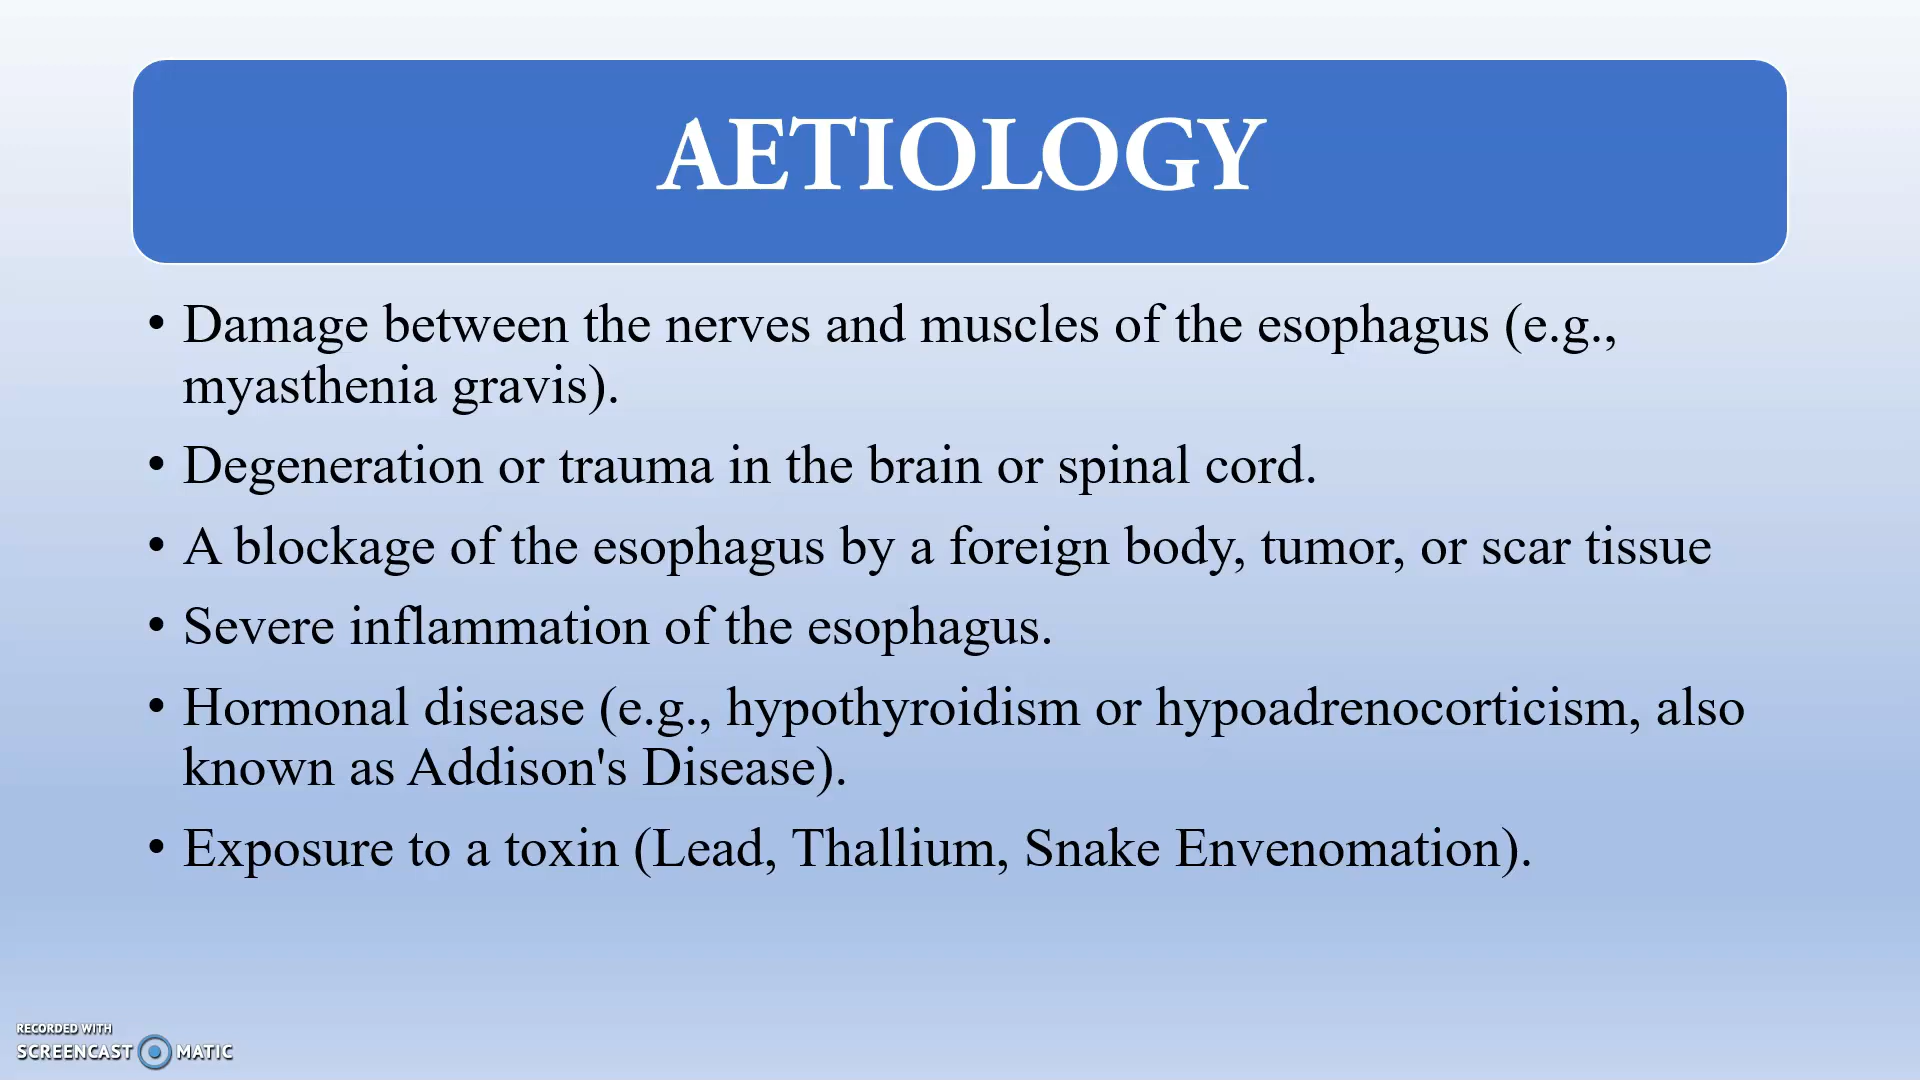 AETIOLOGY
• Damage between the nerves and muscles of the esophagus (e.g.,
myasthenia gravis).
• Degeneration or trauma in the brain or spinal cord.
• A blockage of the esophagus by a foreign body, tumor, or scar tissue
• Severe inflammation of the esophagus.
• Hormonal disease (e.g., hypothyroidism or hypoadrenocorticism, also
known as Addison's Disease).
• Exposure to a toxin (Lead, Thallium, Snake Envenomation).
RECORDED WITH
SCREENCAST MATIC